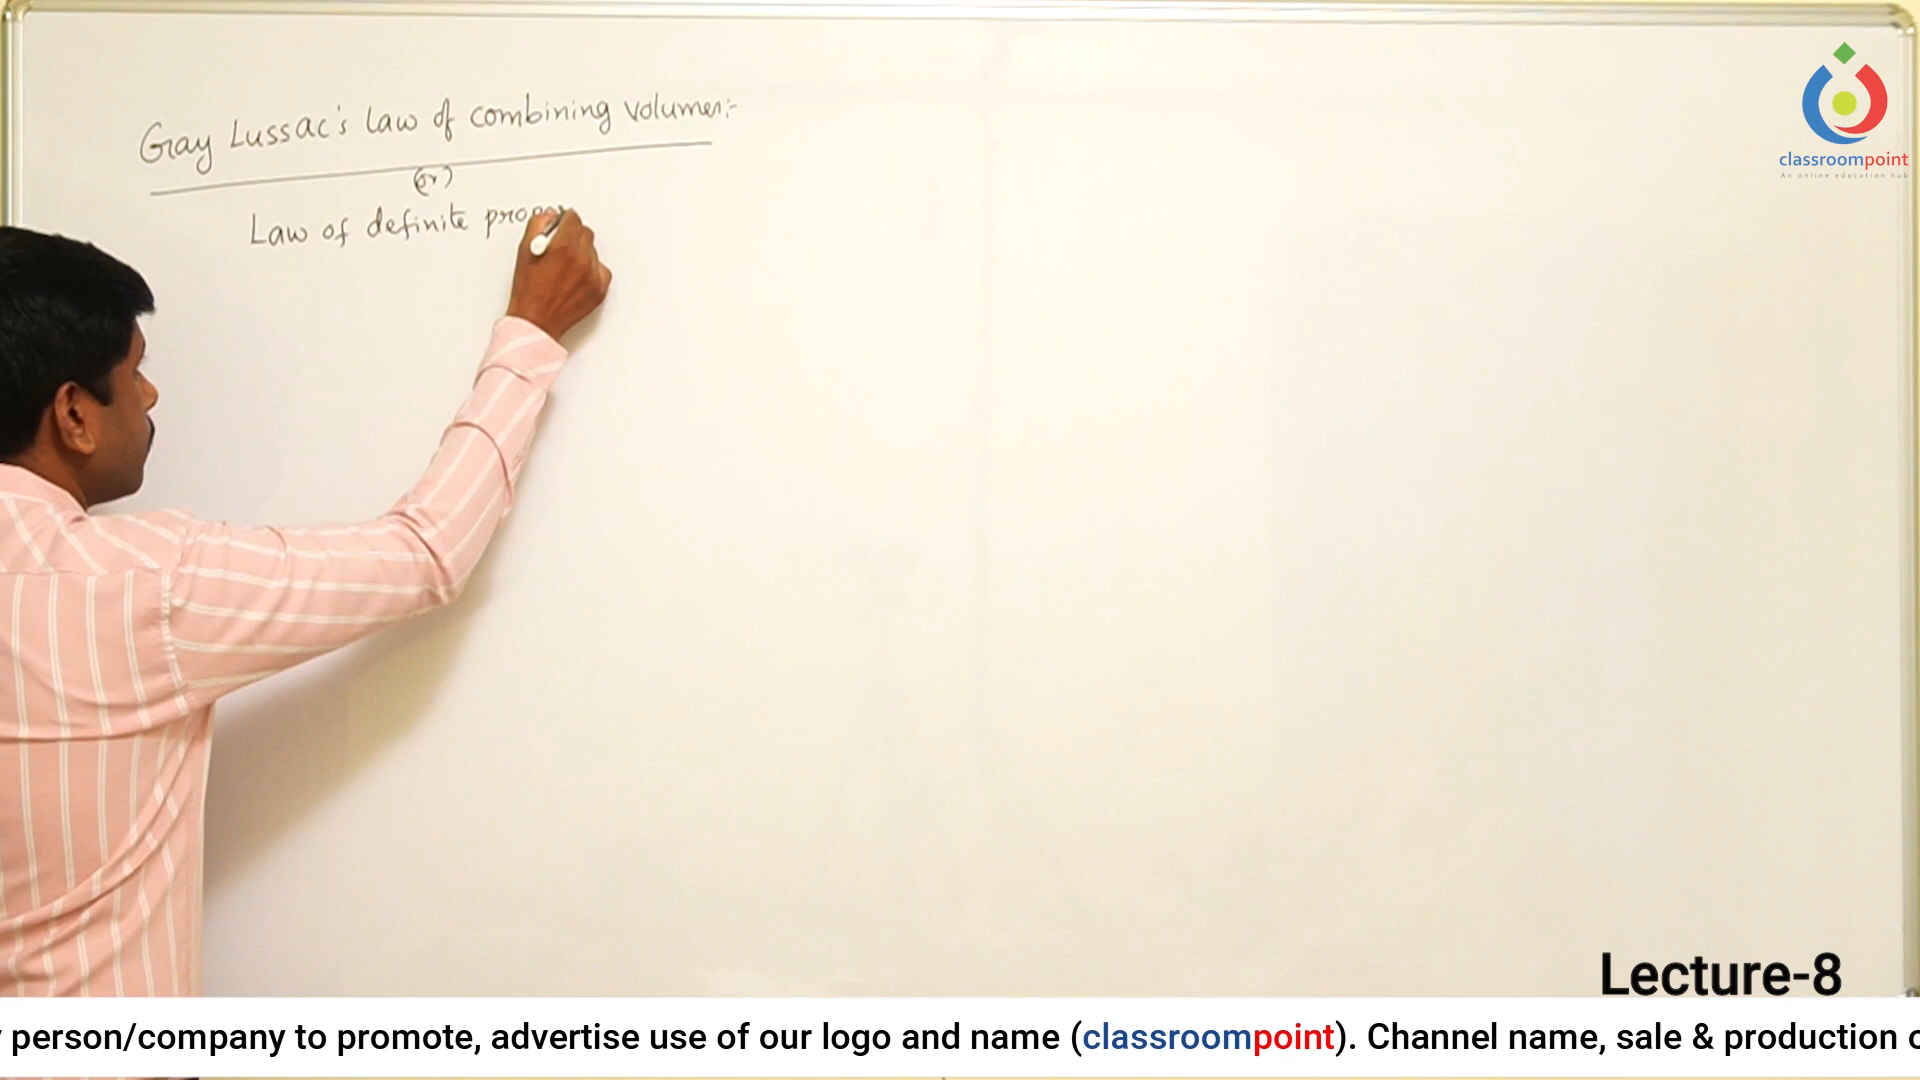 Gay Lussac's law of combining volumes:-
(or)
Law of definite propor
classroompoint
An online education hub
Lecture-8
person/company to promote, advertise use of our logo and name (classroompoint). Channel name, sale & production